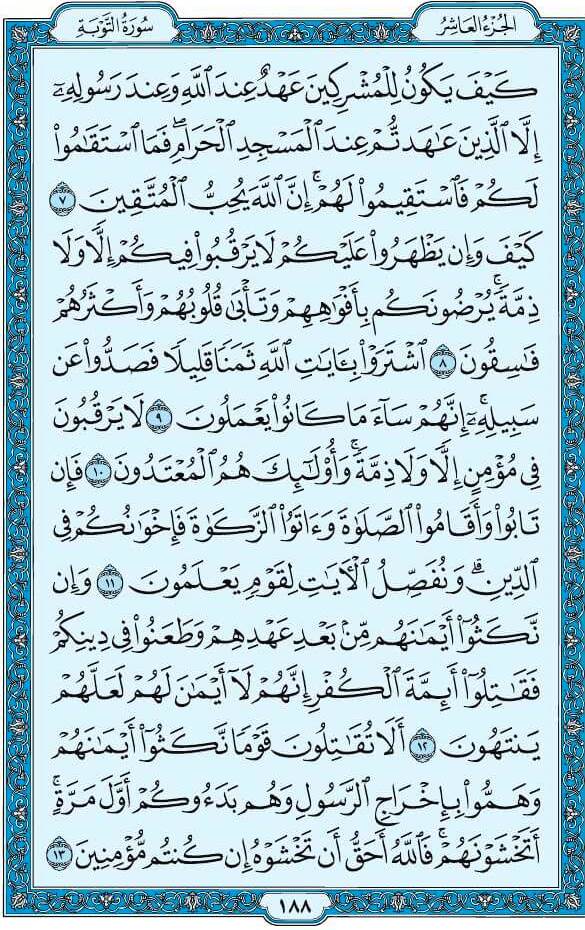 الجُزْءُ العَاشِرُ
سُورَةُ التَّوْبَةِ
كَيْفَ يَكُونُ لِلْمُشْرِكِينَ عَهْدٌ عِندَ ٱللَّهِ وَعِندَ رَسُولِهِۦٓ
إِلَّا ٱلَّذِينَ عَٰهَدتُّمْ عِندَ ٱلْمَسْجِدِ ٱلْحَرَامِۖ فَمَا ٱسْتَقَٰمُوا۟
لَكُمْ فَٱسْتَقِيمُوا۟ لَهُمْۚ إِنَّ ٱللَّهَ يُحِبُّ ٱلْمُتَّقِينَ ٧
كَيْفَ وَإِن يَظْهَرُوا۟ عَلَيْكُمْ لَا يَرْقُبُوا۟ فِيكُمْ إِلًّا وَلَا
ذِمَّةًۚ يُرْضُونَكُم بِأَفْوَٰهِهِمْ وَتَأْبَىٰ قُلُوبُهُمْ وَأَكْثَرُهُمْ
فَٰسِقُونَ ٨ ٱشْتَرَوْا۟ بِـَٔايَٰتِ ٱللَّهِ ثَمَنًا قَلِيلًا فَصَدُّوا۟ عَن
سَبِيلِهِۦٓۚ إِنَّهُمْ سَآءَ مَا كَانُوا۟ يَعْمَلُونَ ٩ لَا يَرْقُبُونَ
فِى مُؤْمِنٍ إِلًّا وَلَا ذِمَّةًۚ وَأُو۟لَٰٓئِكَ هُمُ ٱلْمُعْتَدُونَ ١٠ فَإِن
تَابُوا۟ وَأَقَامُوا۟ ٱلصَّلَوٰةَ وَءَاتَوُا۟ ٱلزَّكَوٰةَ فَإِخْوَٰنُكُمْ فِى
ٱلدِّينِۗ وَنُفَصِّلُ ٱلْـَٔايَٰتِ لِقَوْمٍ يَعْلَمُونَ ١١ وَإِن
نَّكَثُوٓا۟ أَيْمَٰنَهُم مِّنۢ بَعْدِ عَهْدِهِمْ وَطَعَنُوا۟ فِى دِينِكُمْ
فَقَٰتِلُوٓا۟ أَئِمَّةَ ٱلْكُفْرِۙ إِنَّهُمْ لَآ أَيْمَٰنَ لَهُمْ لَعَلَّهُمْ
يَنتَهُونَ ١٢ أَلَا تُقَٰتِلُونَ قَوْمًا نَّكَثُوٓا۟ أَيْمَٰنَهُمْ
وَهَمُّوا۟ بِإِخْرَاجِ ٱلرَّسُولِ وَهُم بَدَءُوكُمْ أَوَّلَ مَرَّةٍۚ
أَتَخْشَوْنَهُمْۚ فَٱللَّهُ أَحَقُّ أَن تَخْشَوْهُ إِن كُنتُم مُّؤْمِنِينَ ١٣
١٨٨